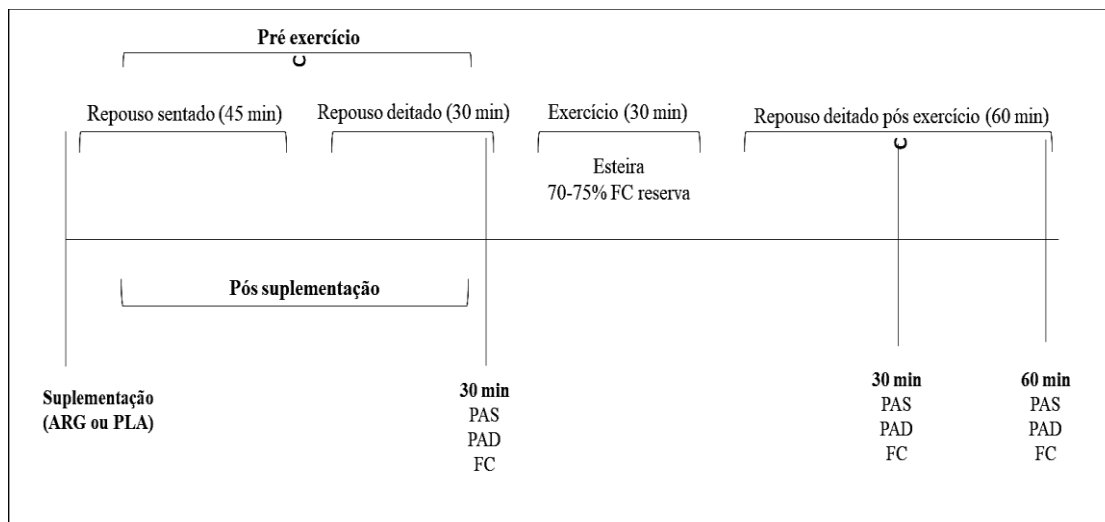 Pré exercício
C
Repouso sentado (45 min)
Repouso deitado (30 min)
Exercício (30 min)
Repouso deitado pós exercício (60 min)
C
Esteira
70-75% FC reserva
Pós suplementação
Suplementação
(ARG ou PLA)
30 min
PAS
PAD
FC
30 min
PAS
PAD
FC
60 min
PAS
PAD
FC